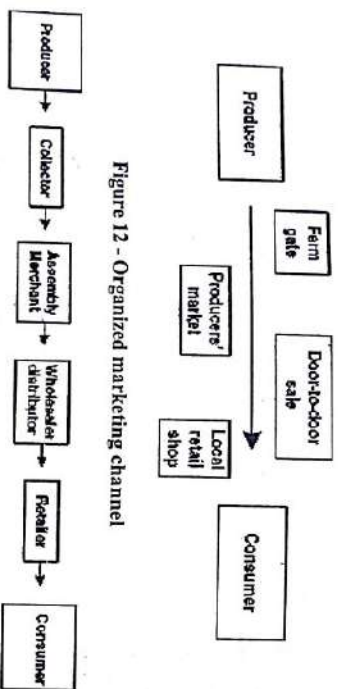 Farm
gate
Door-to-door
sale
Producer
Consumer
Producers'
market
Local
retail
shop
Figure 12 - Organized marketing channel
Producer
Collector
Assembly
Merchant
Wholesaler
distributor
Retailer
Consumer